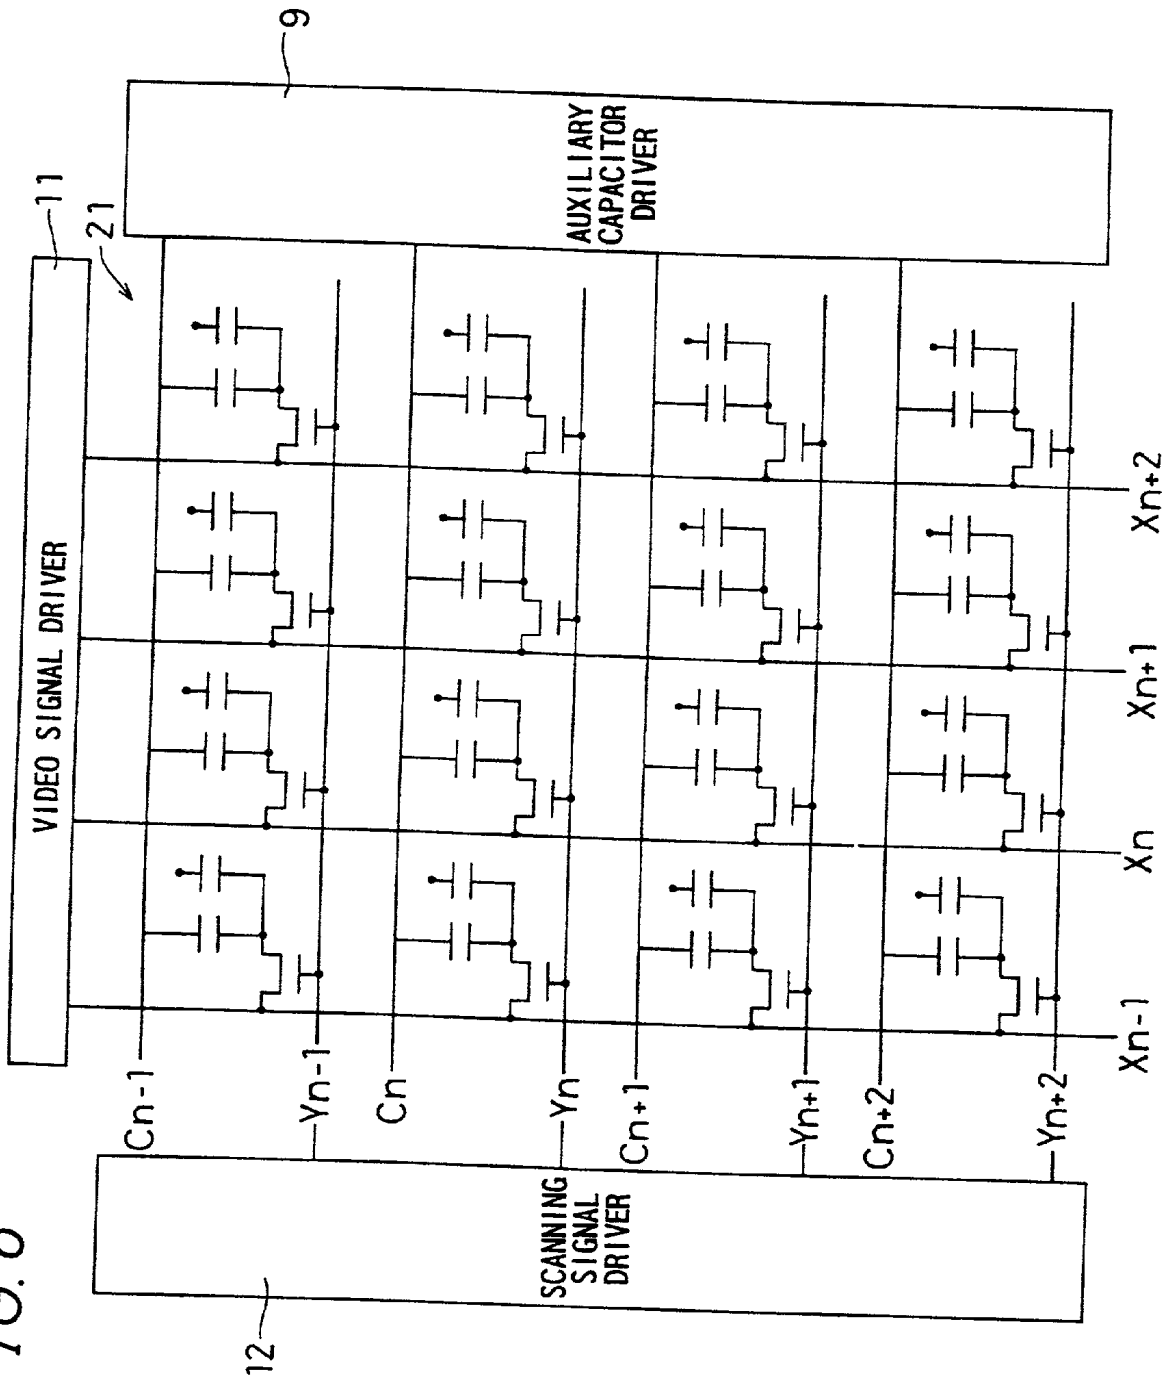 11
VIDEO SIGNAL DRIVER
21
9
AUXILIARY
CAPACITOR
DRIVER
12
SCANNING
SIGNAL
DRIVER
Cn-1
Yn-1
Cn
Yn
Cn+1
Yn+1
Cn+2
Yn+2
Xn-1
Xn
Xn+1
Xn+2